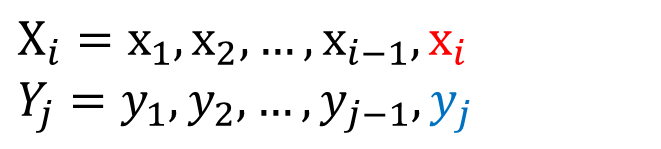 X_i = x_1, x_2, …, x_{i−1}, x_i
Y_j = y_1, y_2, …, y_{j−1}, y_j